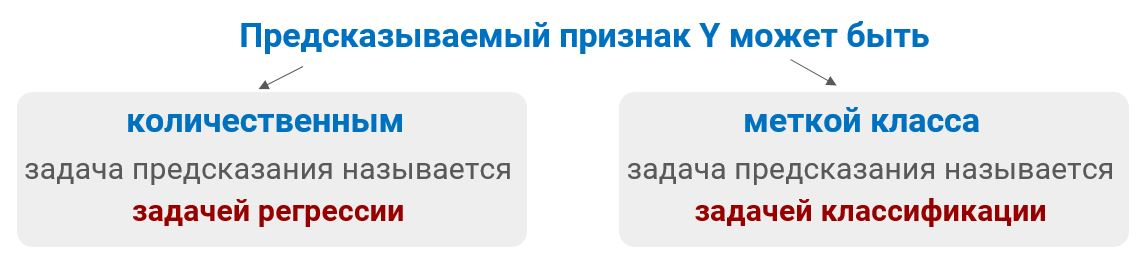 Предсказываемый признак Y может быть
количественным
задача предсказания называется
задачей регрессии
меткой класса
задача предсказания называется
задачей классификации